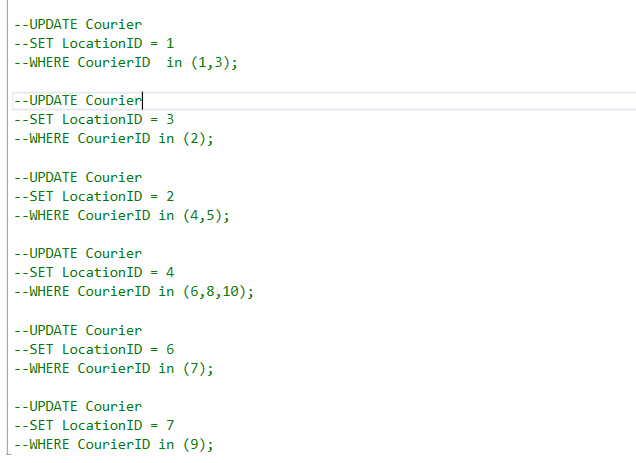 --UPDATE Courier
--SET LocationID = 1
--WHERE CourierID  in (1,3);
--UPDATE Courier
--SET LocationID = 3
--WHERE CourierID in (2);
--UPDATE Courier
--SET LocationID = 2
--WHERE CourierID in (4,5);
--UPDATE Courier
--SET LocationID = 4
--WHERE CourierID in (6,8,10);
--UPDATE Courier
--SET LocationID = 6
--WHERE CourierID in (7);
--UPDATE Courier
--SET LocationID = 7
--WHERE CourierID in (9);